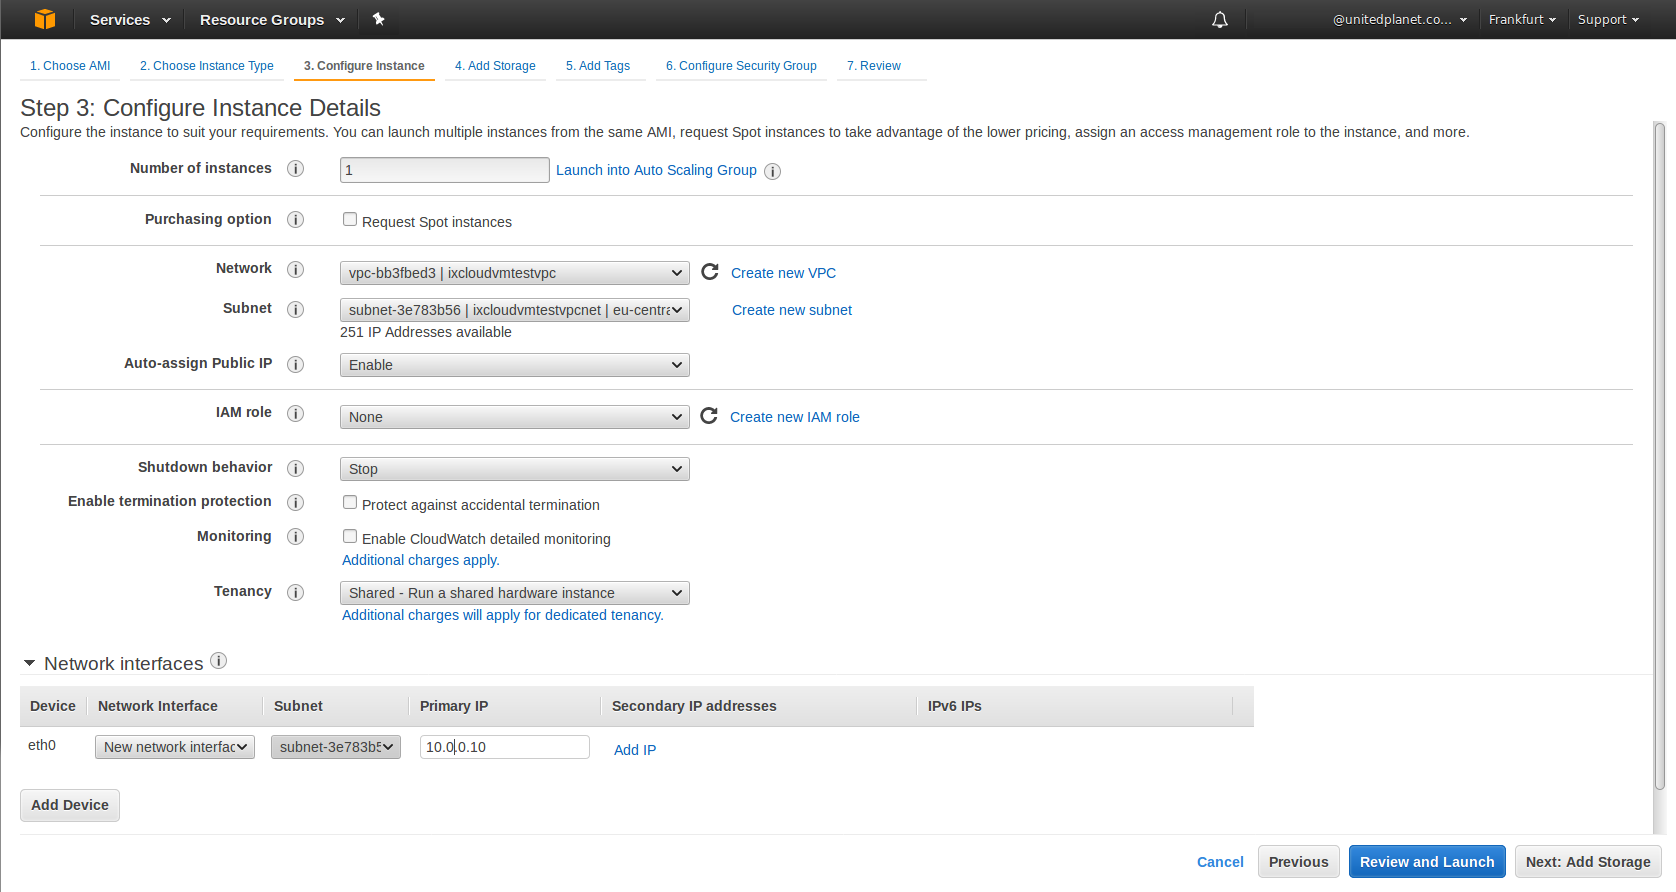 Services Resource Groups @unitedplanet.co... Frankfurt Support
1. Choose AMI 2. Choose Instance Type 3. Configure Instance 4. Add Storage 5. Add Tags 6. Configure Security Group 7. Review
Step 3: Configure Instance Details
Configure the instance to suit your requirements. You can launch multiple instances from the same AMI, request Spot instances to take advantage of the lower pricing, assign an access management role to the instance, and more.
Number of instances i 1 Launch into Auto Scaling Group i
Purchasing option i Request Spot instances
Network i vpc-bb3fbed3 | ixcloudvmtestvpc Create new VPC
Subnet i subnet-3e783b56 | ixcloudvmtestvpcnet | eu-centra Create new subnet
251 IP Addresses available
Auto-assign Public IP i Enable
IAM role i None Create new IAM role
Shutdown behavior i Stop
Enable termination protection i Protect against accidental termination
Monitoring i Enable CloudWatch detailed monitoring
Additional charges apply.
Tenancy i Shared - Run a shared hardware instance
Additional charges will apply for dedicated tenancy.
Network interfaces i
Device Network Interface Subnet Primary IP Secondary IP addresses IPv6 IPs
eth0 New network interfac subnet-3e783b5 10.0.0.10 Add IP
Add Device
Cancel Previous Review and Launch Next: Add Storage